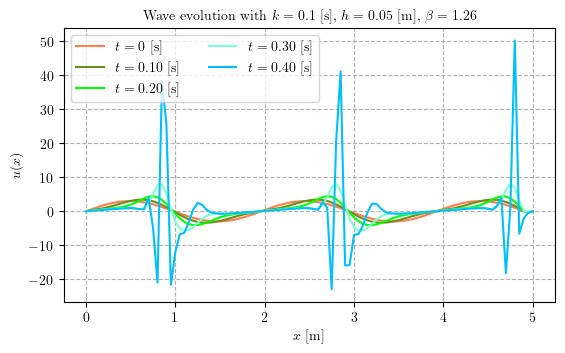 Wave evolution with k = 0.1 [s], h = 0.05 [m], β = 1.26
t = 0 [s]
t = 0.10 [s]
t = 0.20 [s]
t = 0.30 [s]
t = 0.40 [s]
50
40
30
20
10
0
−10
−20
u(x)
0 1 2 3 4 5
x [m]